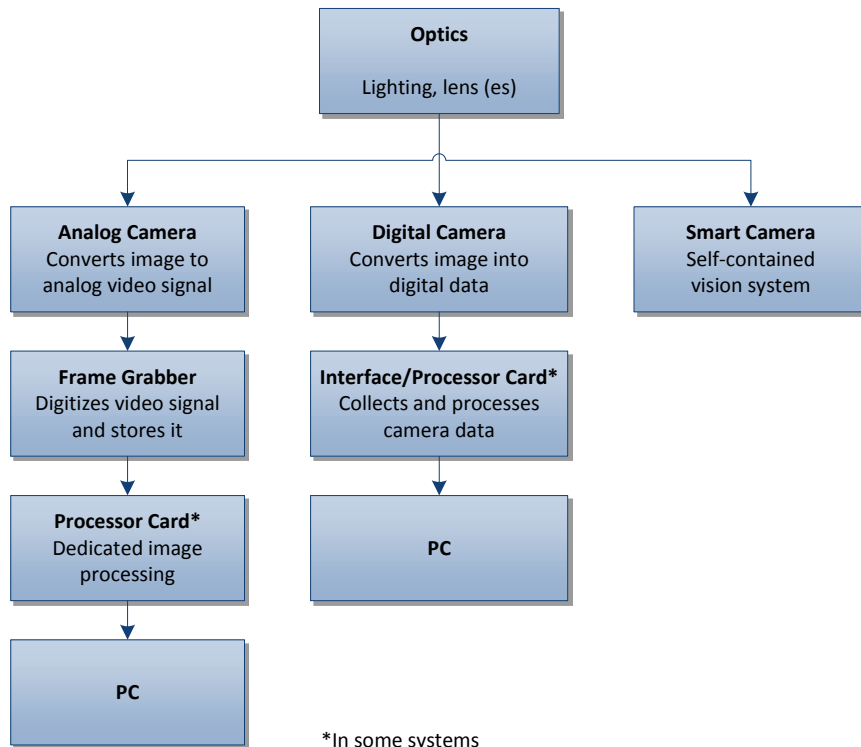 Optics
Lighting, lens (es)
Analog Camera
Converts image to
analog video signal
Digital Camera
Converts image into
digital data
Smart Camera
Self-contained
vision system
Frame Grabber
Digitizes video signal
and stores it
Interface/Processor Card*
Collects and processes
camera data
Processor Card*
Dedicated image
processing
PC
PC
*In some systems